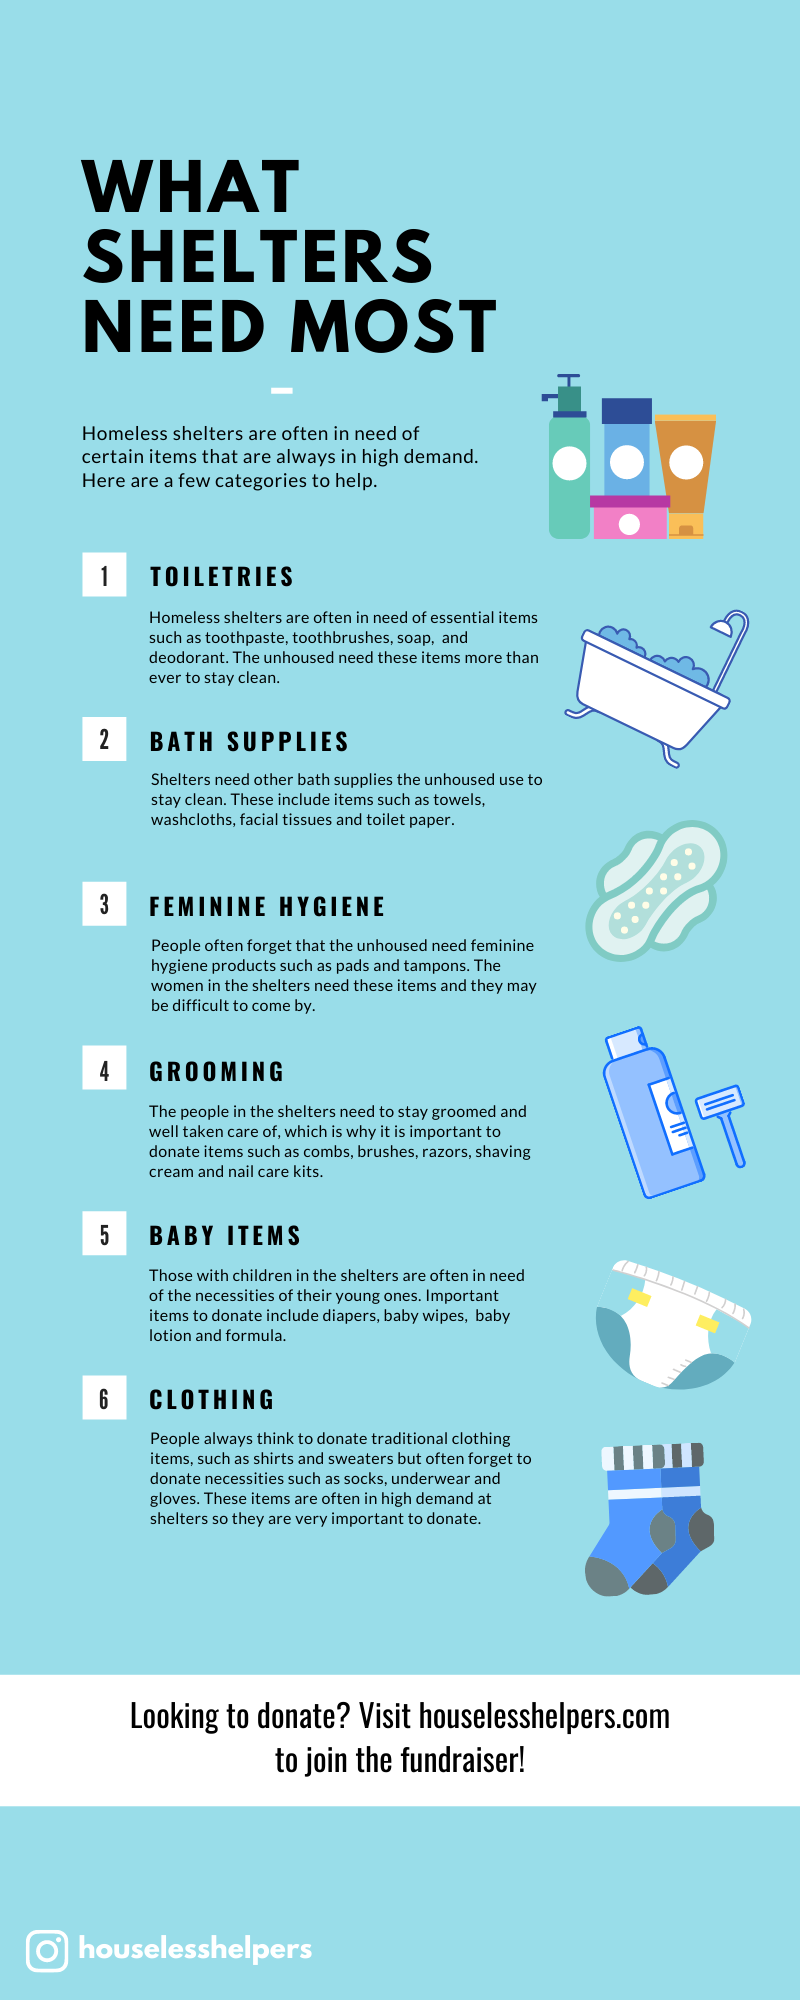 WHAT
SHELTERS
NEED MOST
Homeless shelters are often in need of
certain items that are always in high demand.
Here are a few categories to help.
1 TOILETRIES
Homeless shelters are often in need of essential items
such as toothpaste, toothbrushes, soap,  and
deodorant. The unhoused need these items more than
ever to stay clean.
2 BATH SUPPLIES
Shelters need other bath supplies the unhoused use to
stay clean. These include items such as towels,
washcloths, facial tissues and toilet paper.
3 FEMININE HYGIENE
People often forget that the unhoused need feminine
hygiene products such as pads and tampons. The
women in the shelters need these items and they may
be difficult to come by.
4 GROOMING
The people in the shelters need to stay groomed and
well taken care of, which is why it is important to
donate items such as combs, brushes, razors, shaving
cream and nail care kits.
5 BABY ITEMS
Those with children in the shelters are often in need
of the necessities of their young ones. Important
items to donate include diapers, baby wipes,  baby
lotion and formula.
6 CLOTHING
People always think to donate traditional clothing
items, such as shirts and sweaters but often forget to
donate necessities such as socks, underwear and
gloves. These items are often in high demand at
shelters so they are very important to donate.
Looking to donate? Visit houselesshelpers.com
to join the fundraiser!
houselesshelpers